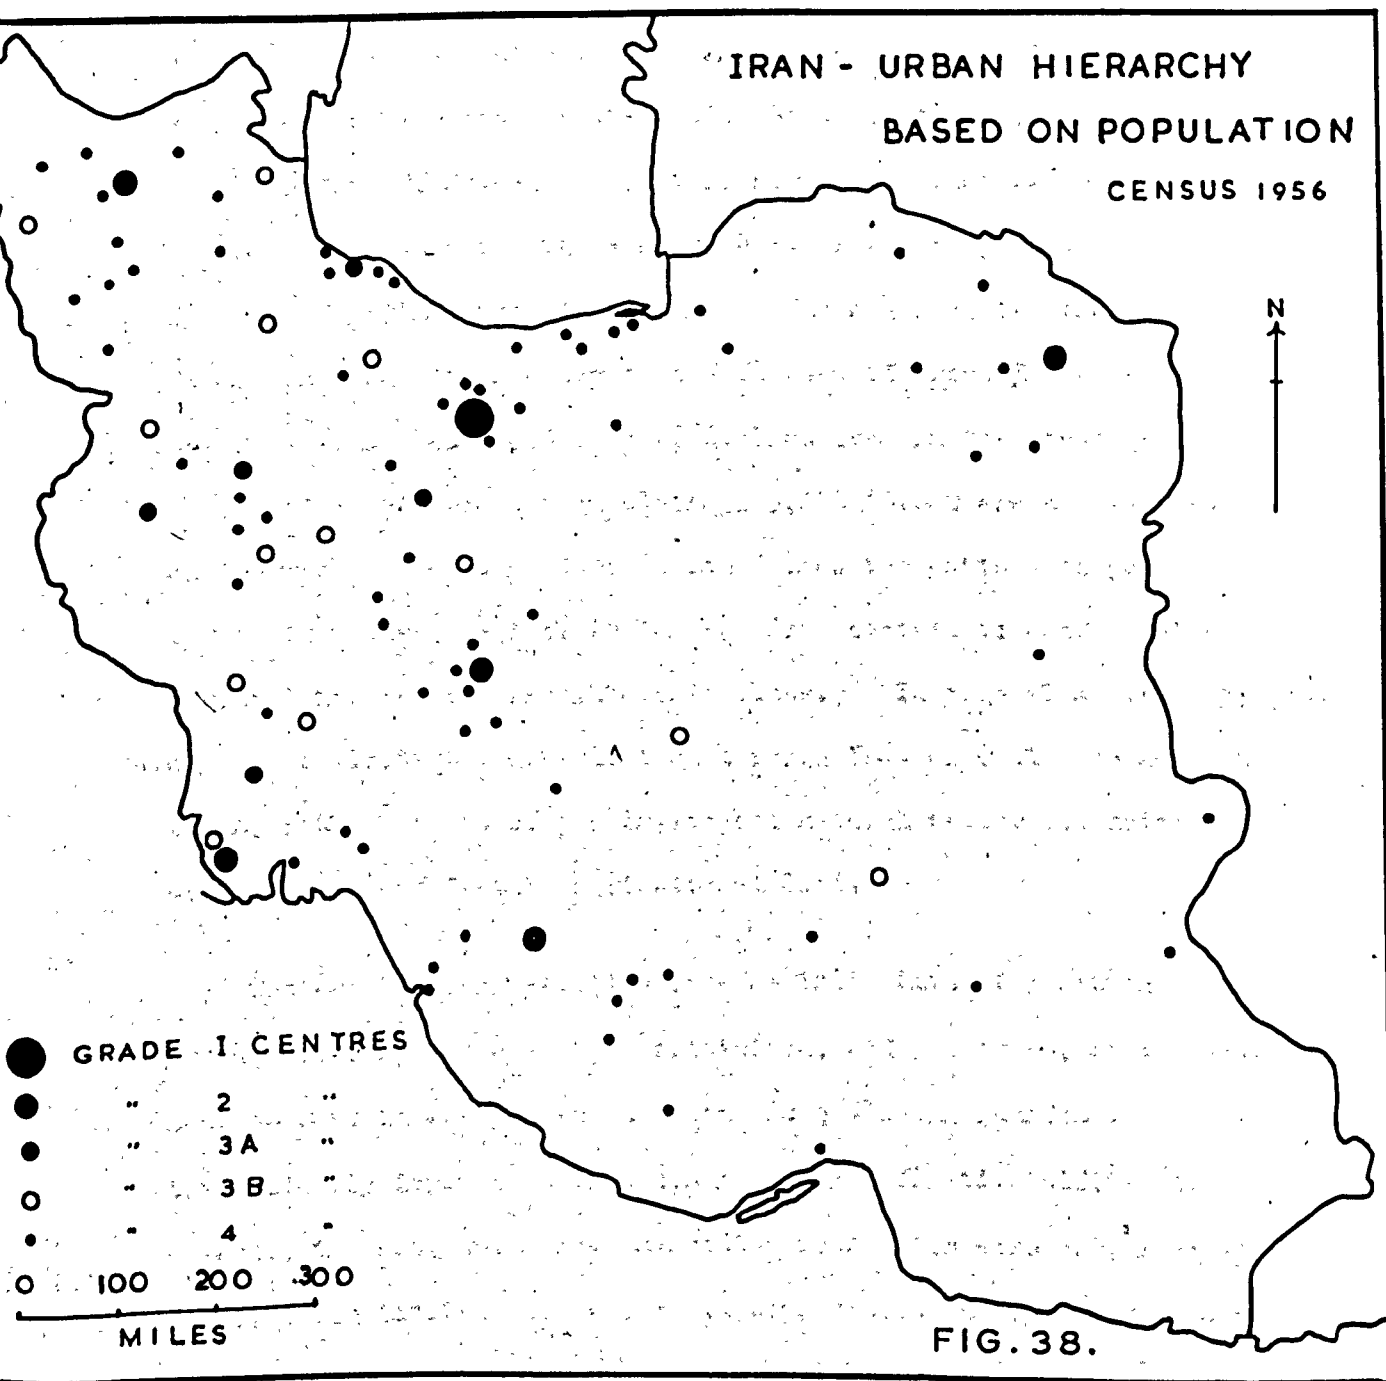 IRAN - URBAN HIERARCHY
BASED ON POPULATION
CENSUS 1956
N
GRADE I CENTRES
" 2 "
" 3A "
" 3B "
" 4 "
0 100 200 300
MILES
FIG.38.